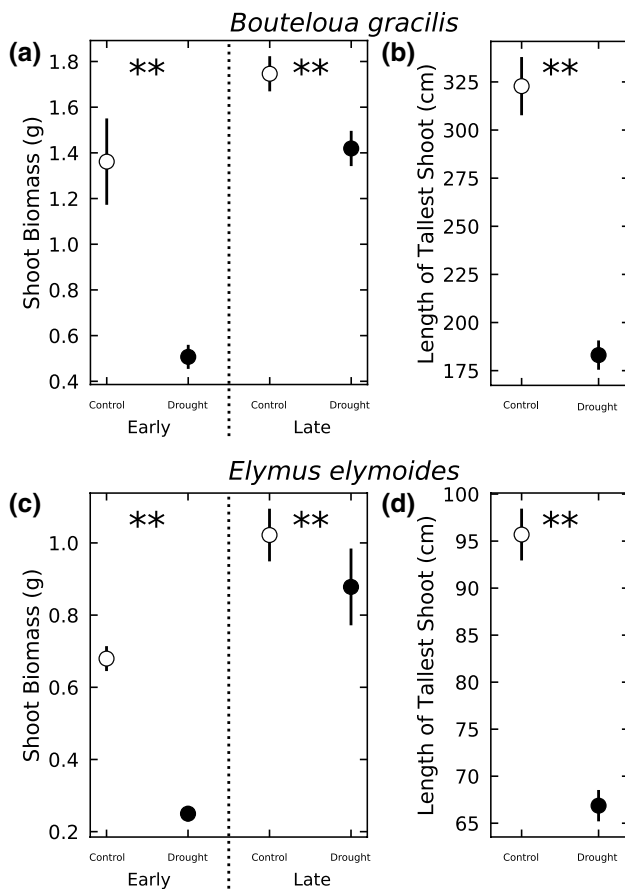 Bouteloua gracilis
(a)
**
**
Shoot Biomass (g)
1.8
1.6
1.4
1.2
1.0
0.8
0.6
0.4
Control
Drought
Control
Drought
Early
Late
(b)
**
Length of Tallest Shoot (cm)
325
300
275
250
225
200
175
Control
Drought
Elymus elymoides
(c)
**
**
Shoot Biomass (g)
1.0
0.8
0.6
0.4
0.2
Control
Drought
Control
Drought
Early
Late
(d)
**
Length of Tallest Shoot (cm)
100
95
90
85
80
75
70
65
Control
Drought